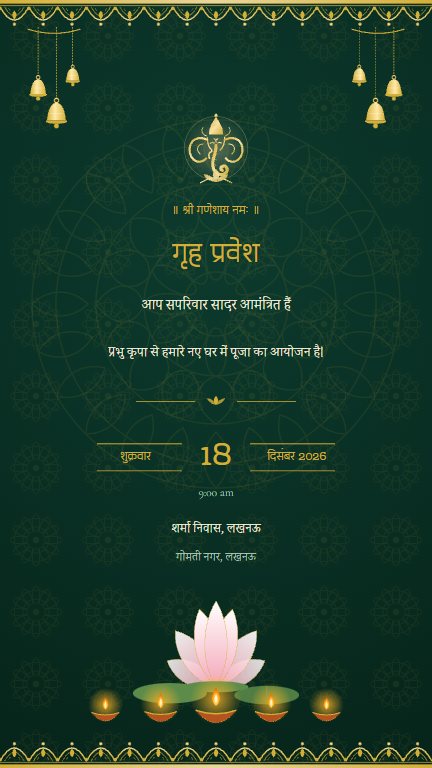 ॥ श्री गणेशाय नमः ॥
गृह प्रवेश
आप सपरिवार सादर आमंत्रित हैं
प्रभु कृपा से हमारे नए घर में पूजा का आयोजन है।
शुक्रवार 18 दिसंबर 2026
9:00 am
शर्मा निवास, लखनऊ
गोमती नगर, लखनऊ